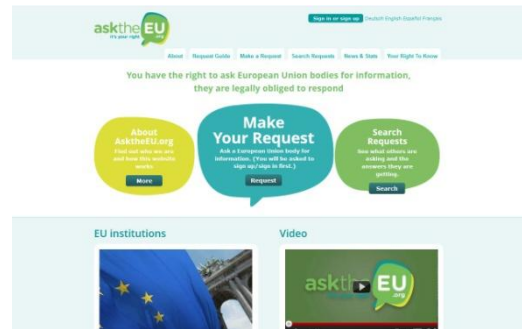 askthe EU
it's your right .org
Sign in or sign up Deutsch English Español Français
About Request Guide Make a Request Search Requests News & Stats Your Right To Know
You have the right to ask European Union bodies for information,
they are legally obliged to respond
About
AsktheEU.org
Find out who we are
and how this website
works
More
Make
Your Request
Ask a European Union body for
information. (You will be asked to
sign up/sign in first.)
Request
Search
Requests
See what others are
asking and the
answers they are
getting.
Search
EU institutions
Video
askthe EU
.org